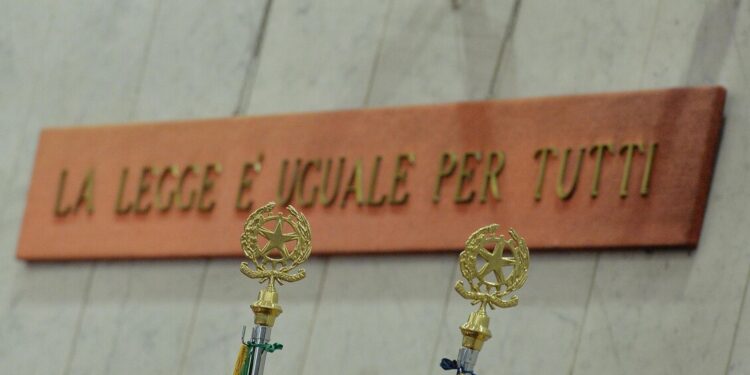 LA LEGGE E' UGUALE PER TUTTI